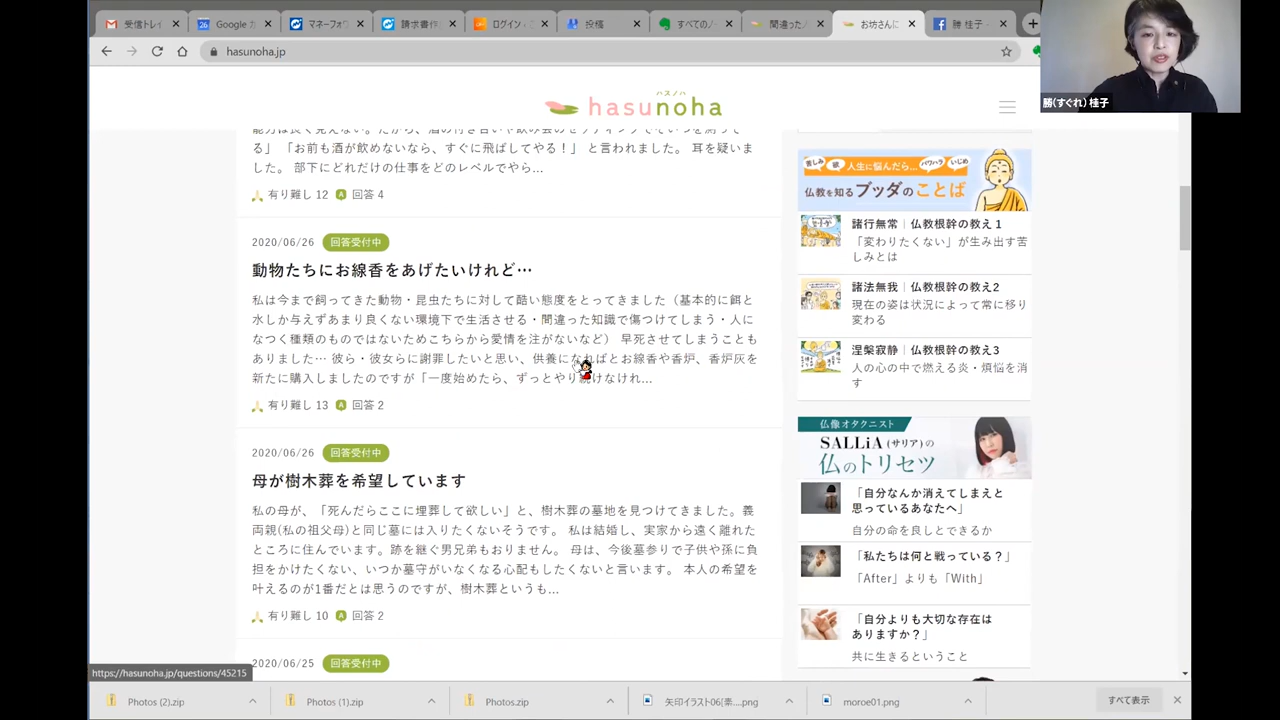 受信トレイ
Google カ
マネーフォワ
請求書作
ログイン -
投稿
すべてのノ
間違った
お坊さんに
勝 桂子 -
hasunoha.jp
勝(すぐれ) 桂子
ハスノハ
hasunoha
る」 「お前も酒が飲めないなら、すぐに飛ばしてやる！」 と言われました。 耳を疑いま
した。 部下にどれだけの仕事をどのレベルでやら...
有り難し 12 回答 4
2020/06/26 回答受付中
動物たちにお線香をあげたいけれど…
私は今まで飼ってきた動物・昆虫たちに対して酷い態度をとってきました（基本的に餌と
水しか与えずあまり良くない環境下で生活させる・間違った知識で傷つけてしまう・人に
なつく種類のものではないためこちらから愛情を注がないなど） 早死させてしまうことも
ありました… 彼ら・彼女らに謝罪したいと思い、供養になればとお線香や香炉、香炉灰を
新たに購入しましたのですが「一度始めたら、ずっとやり続けなけれ...
有り難し 13 回答 2
2020/06/26 回答受付中
母が樹木葬を希望しています
私の母が、「死んだらここに埋葬して欲しい」と、樹木葬の墓地を見つけてきました。義
両親(私の祖父母)と同じ墓には入りたくないそうです。 私は結婚し、実家から遠く離れた
ところに住んでいます。跡を継ぐ男兄弟もおりません。 母は、今後墓参りで子供や孫に負
担をかけたくない、いつか墓守がいなくなる心配もしたくないと言います。 本人の希望を
叶えるのが1番だとは思うのですが、樹木葬というも...
有り難し 10 回答 2
2020/06/25 回答受付中
苦しみ 欲 人生に悩んだら... パワハラ いじめ
仏教を知る ブッダのことば
諸行無常｜仏教根幹の教え１
「変わりたくない」が生み出す苦
しみとは
諸法無我｜仏教根幹の教え2
現在の姿は状況によって常に移り
変わる
涅槃寂静｜仏教根幹の教え3
人の心の中で燃える炎・煩悩を消
す
仏像オタクニスト
SALLiA(サリア)の
仏のトリセツ
「自分なんか消えてしまえと
思っているあなたへ」
自分の命を良しとできるか
「私たちは何と戦っている？」
「After」よりも「With」
「自分よりも大切な存在は
ありますか？」
共に生きるということ
https://hasunoha.jp/questions/45215
Photos (2).zip
Photos (1).zip
Photos.zip
矢印イラスト06(素....png
moroe01.png
すべて表示